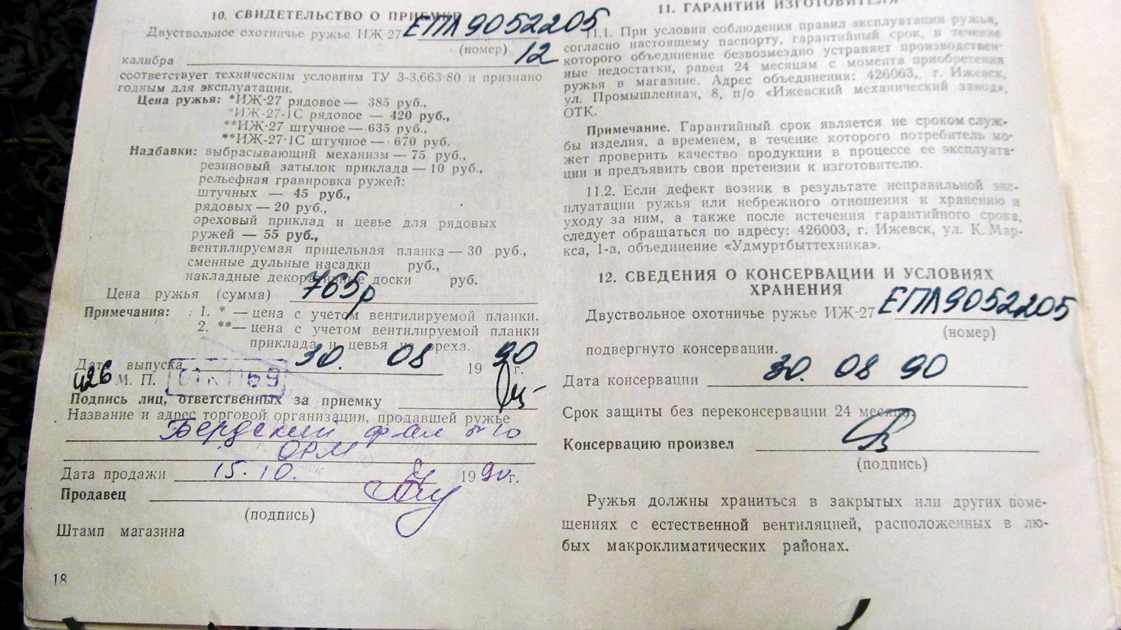 10. СВИДЕТЕЛЬСТВО О ПРИЕМКЕ
Двуствольное охотничье ружье ИЖ-27 ЕПЛ9052205
(номер)
калибра 12
соответствует техническим условиям ТУ 3-3.663-80 и признано
годным для эксплуатации.
Цена ружья: *ИЖ-27 рядовое — 385 руб.,
*ИЖ-27-1С рядовое — 420 руб.,
**ИЖ-27 штучное — 635 руб.,
**ИЖ-27-1С штучное — 670 руб.
Надбавки: выбрасывающий механизм — 75 руб.,
резиновый затылок приклада — 10 руб.,
рельефная гравировка ружей:
штучных — 45 руб.,
рядовых — 20 руб.,
ореховый приклад и цевье для рядовых
ружей — 55 руб.,
вентилируемая прицельная планка — 30 руб.,
сменные дульные насадки руб.,
накладные декоративные доски руб.
Цена ружья (сумма) 765р
Примечания: 1. * — цена с учетом вентилируемой планки.
2. ** — цена с учетом вентилируемой планки
приклада и цевья из ореха.
Дата выпуска 30. 08 1990 г.
М. П.
Подпись лиц, ответственных за приемку
Название и адрес торговой организации, продавшей ружье
Бердский
Дата продажи 15.10. 1990г.
Продавец
(подпись)
Штамп магазина
18
11. ГАРАНТИИ ИЗГОТОВИТЕЛЯ
11.1. При условии соблюдения правил эксплуатации ружья,
согласно настоящему паспорту, гарантийный срок, в течение
которого объединение безвозмездно устраняет производствен-
ные недостатки, равен 24 месяцам с момента приобретения
ружья в магазине. Адрес объединения: 426063, г. Ижевск,
ул. Промышленная, 8, п/о «Ижевский механический завод»,
ОТК.
Примечание. Гарантийный срок является не сроком служ-
бы изделия, а временем, в течение которого потребитель мо-
жет проверить качество продукции в процессе ее эксплуата-
ции и предъявить свои претензии к изготовителю.
11.2. Если дефект возник в результате неправильной экс-
плуатации ружья или небрежного отношения к хранению и
уходу за ним, а также после истечения гарантийного срока,
следует обращаться по адресу: 426003, г. Ижевск, ул. К. Мар-
кса, 1-а, объединение «Удмуртбыттехника».
12. СВЕДЕНИЯ О КОНСЕРВАЦИИ И УСЛОВИЯХ
ХРАНЕНИЯ
Двуствольное охотничье ружье ИЖ-27 ЕПЛ9052205
(номер)
подвергнуто консервации.
Дата консервации 30. 08 90
Срок защиты без переконсервации 24 месяца
Консервацию произвел
(подпись)
Ружья должны храниться в закрытых или других поме-
щениях с естественной вентиляцией, расположенных в лю-
бых макроклиматических районах.